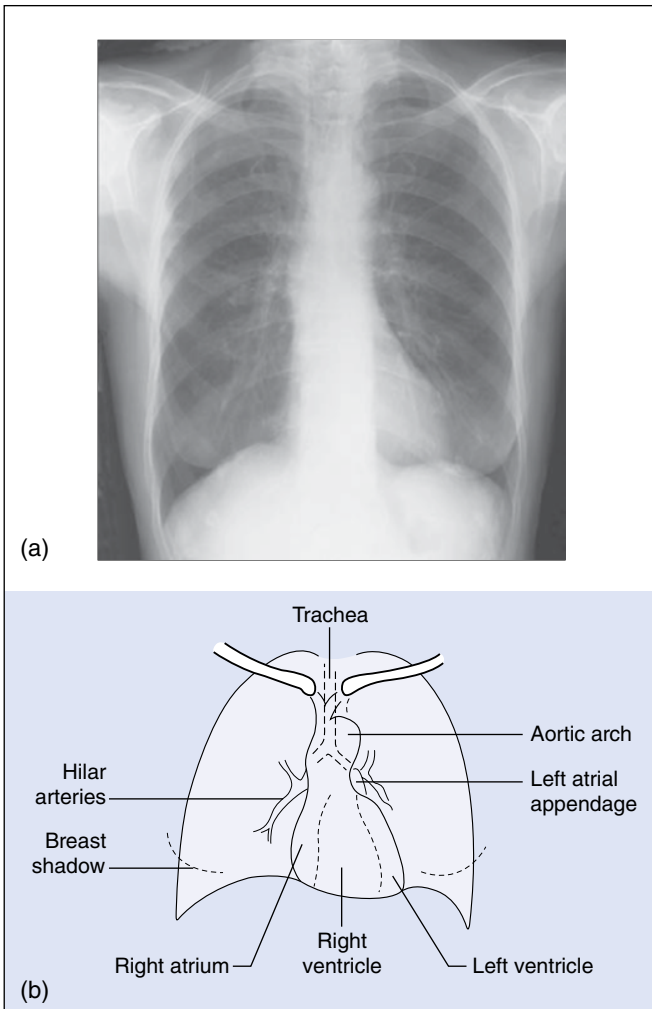 (a)
Trachea
Aortic arch
Hilar
arteries
Left atrial
appendage
Breast
shadow
Right atrium
Right
ventricle
Left ventricle
(b)